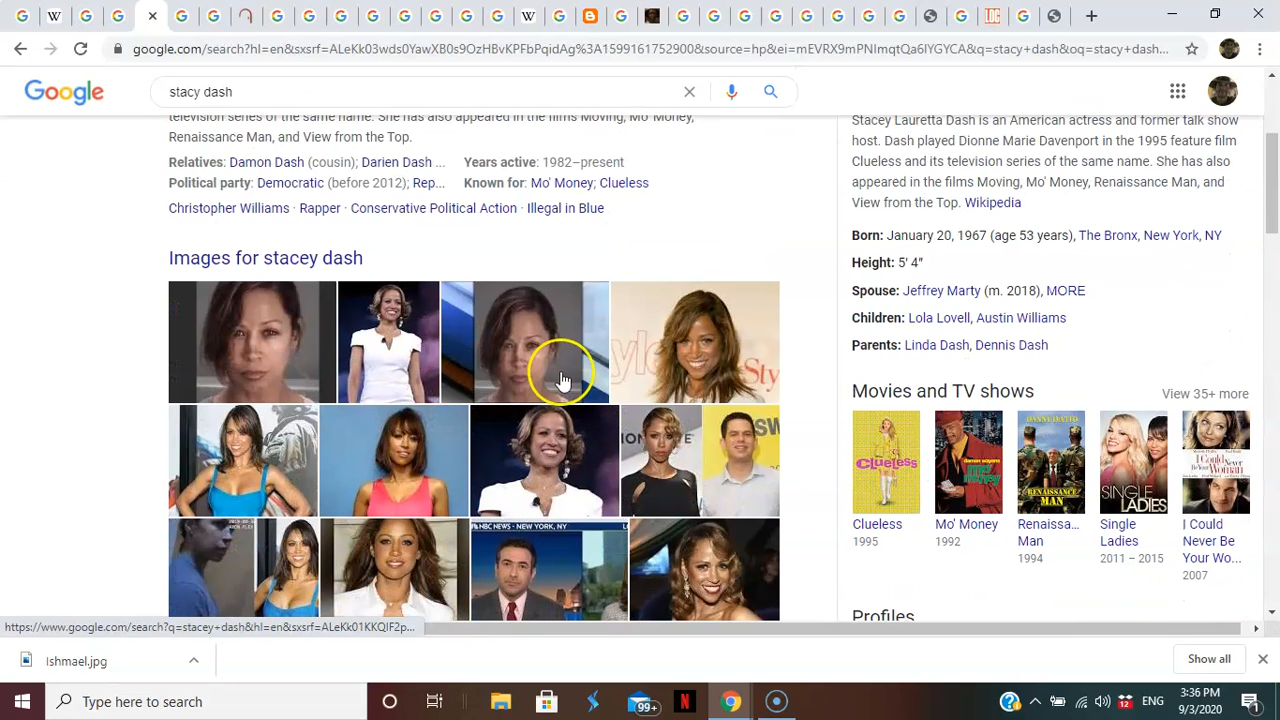 google.com/search?hl=en&sxsrf=ALeKk03wds0YawXB0s9OzHBvKPFbPqidAg%3A1599161752900&source=hp&ei=mEVRX9mPNImqtQa6lYGYCA&q=stacy+dash&oq=stacy+dash...
Google
stacy dash
television series of the same name. She has also appeared in the films Moving, Mo' Money,
Renaissance Man, and View from the Top.
Relatives: Damon Dash (cousin); Darien Dash ...
Years active: 1982–present
Political party: Democratic (before 2012); Rep...
Known for: Mo' Money; Clueless
Christopher Williams · Rapper · Conservative Political Action · Illegal in Blue
Images for stacey dash
NBC NEWS - NEW YORK, NY
Stacey Lauretta Dash is an American actress and former talk show
host. Dash played Dionne Marie Davenport in the 1995 feature film
Clueless and its television series of the same name. She has also
appeared in the films Moving, Mo' Money, Renaissance Man, and
View from the Top. Wikipedia
Born: January 20, 1967 (age 53 years), The Bronx, New York, NY
Height: 5′ 4″
Spouse: Jeffrey Marty (m. 2018), MORE
Children: Lola Lovell, Austin Williams
Parents: Linda Dash, Dennis Dash
Movies and TV shows
View 35+ more
CLUELESS
RENAISSANCE
MAN
SINGLE
LADIES
I Could
Never Be
Your Woman
Clueless
1995
Mo' Money
1992
Renaissa...
Man
1994
Single
Ladies
2011 – 2015
I Could
Never Be
Your Wo...
2007
Profiles
https://www.google.com/search?q=stacey+dash&hl=en&sxsrf=ALeKk01KKQIF2p...
Ishmael.jpg
Show all
Type here to search
99+
12
ENG
3:36 PM
9/3/2020
1